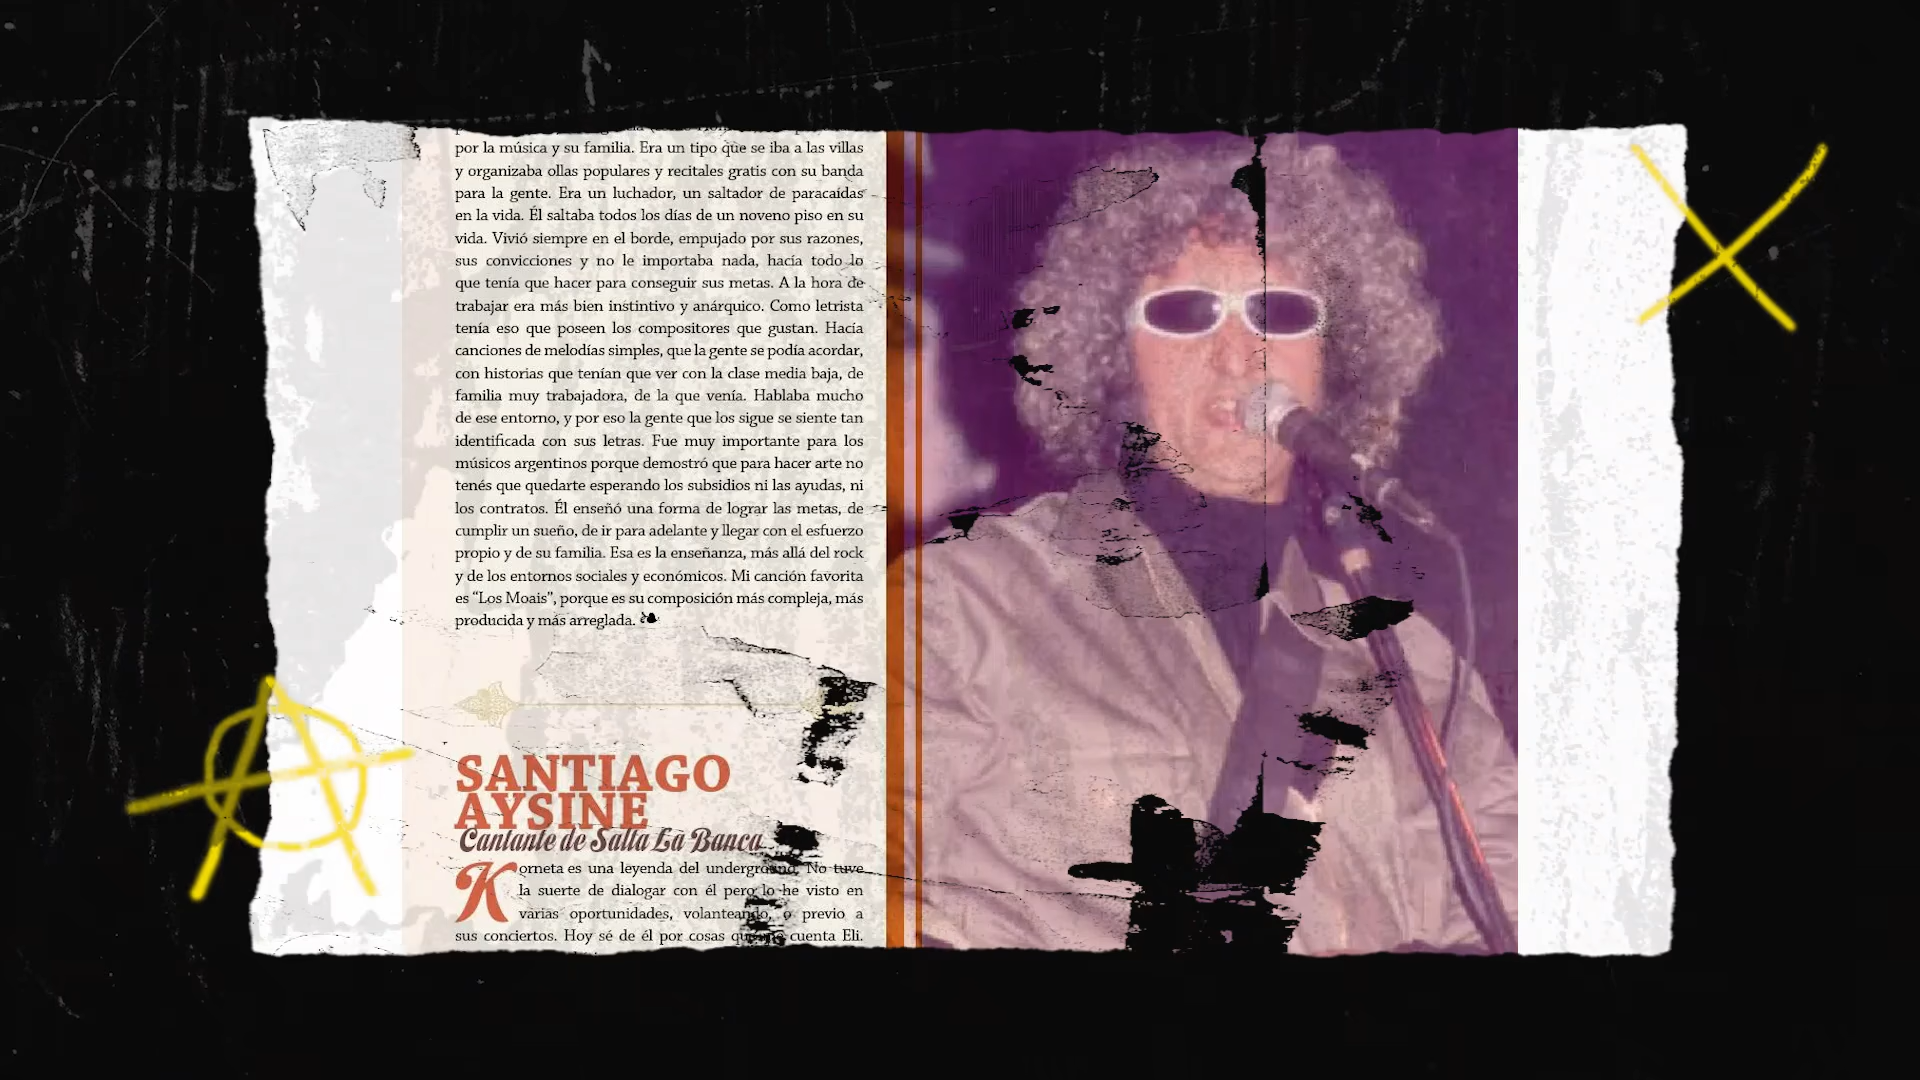 por la música y su familia. Era un tipo que se iba a las villas
y organizaba ollas populares y recitales gratis con su banda
para la gente. Era un luchador, un saltador de paracaídas
en la vida. Él saltaba todos los días de un noveno piso en su
vida. Vivió siempre en el borde, empujado por sus razones,
sus convicciones y no le importaba nada, hacía todo lo
que tenía que hacer para conseguir sus metas. A la hora de
trabajar era más bien instintivo y anárquico. Como letrista
tenía eso que poseen los compositores que gustan. Hacía
canciones de melodías simples, que la gente se podía acordar,
con historias que tenían que ver con la clase media baja, de
familia muy trabajadora, de la que venía. Hablaba mucho
de ese entorno, y por eso la gente que los sigue se siente tan
identificada con sus letras. Fue muy importante para los
músicos argentinos porque demostró que para hacer arte no
tenés que quedarte esperando los subsidios ni las ayudas, ni
los contratos. Él enseñó una forma de lograr las metas, de
cumplir un sueño, de ir para adelante y llegar con el esfuerzo
propio y de su familia. Esa es la enseñanza, más allá del rock
y de los entornos sociales y económicos. Mi canción favorita
es “Los Moais”, porque es su composición más compleja, más
producida y más arreglada.
SANTIAGO
AYSINE
Cantante de Salta La Banca
Korneta es una leyenda del underground. No tuve
la suerte de dialogar con él pero lo he visto en
varias oportunidades, volanteando, o previo a
sus conciertos. Hoy sé de él por cosas que me cuenta Eli.